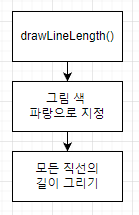 drawLineLength()
그림 색
파랑으로 지정
모든 직선의
길이 그리기